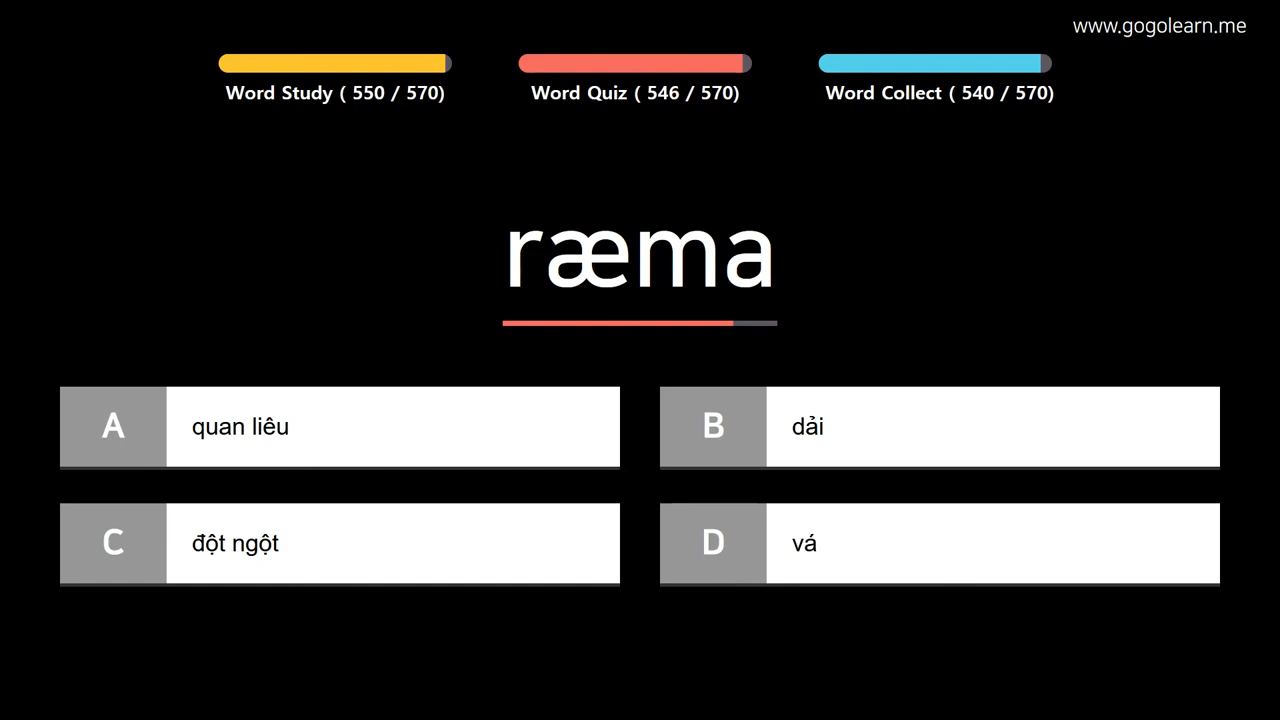 www.gogolearn.me
Word Study ( 550 / 570)
Word Quiz ( 546 / 570)
Word Collect ( 540 / 570)
ræma
A quan liêu
B dải
C đột ngột
D vá